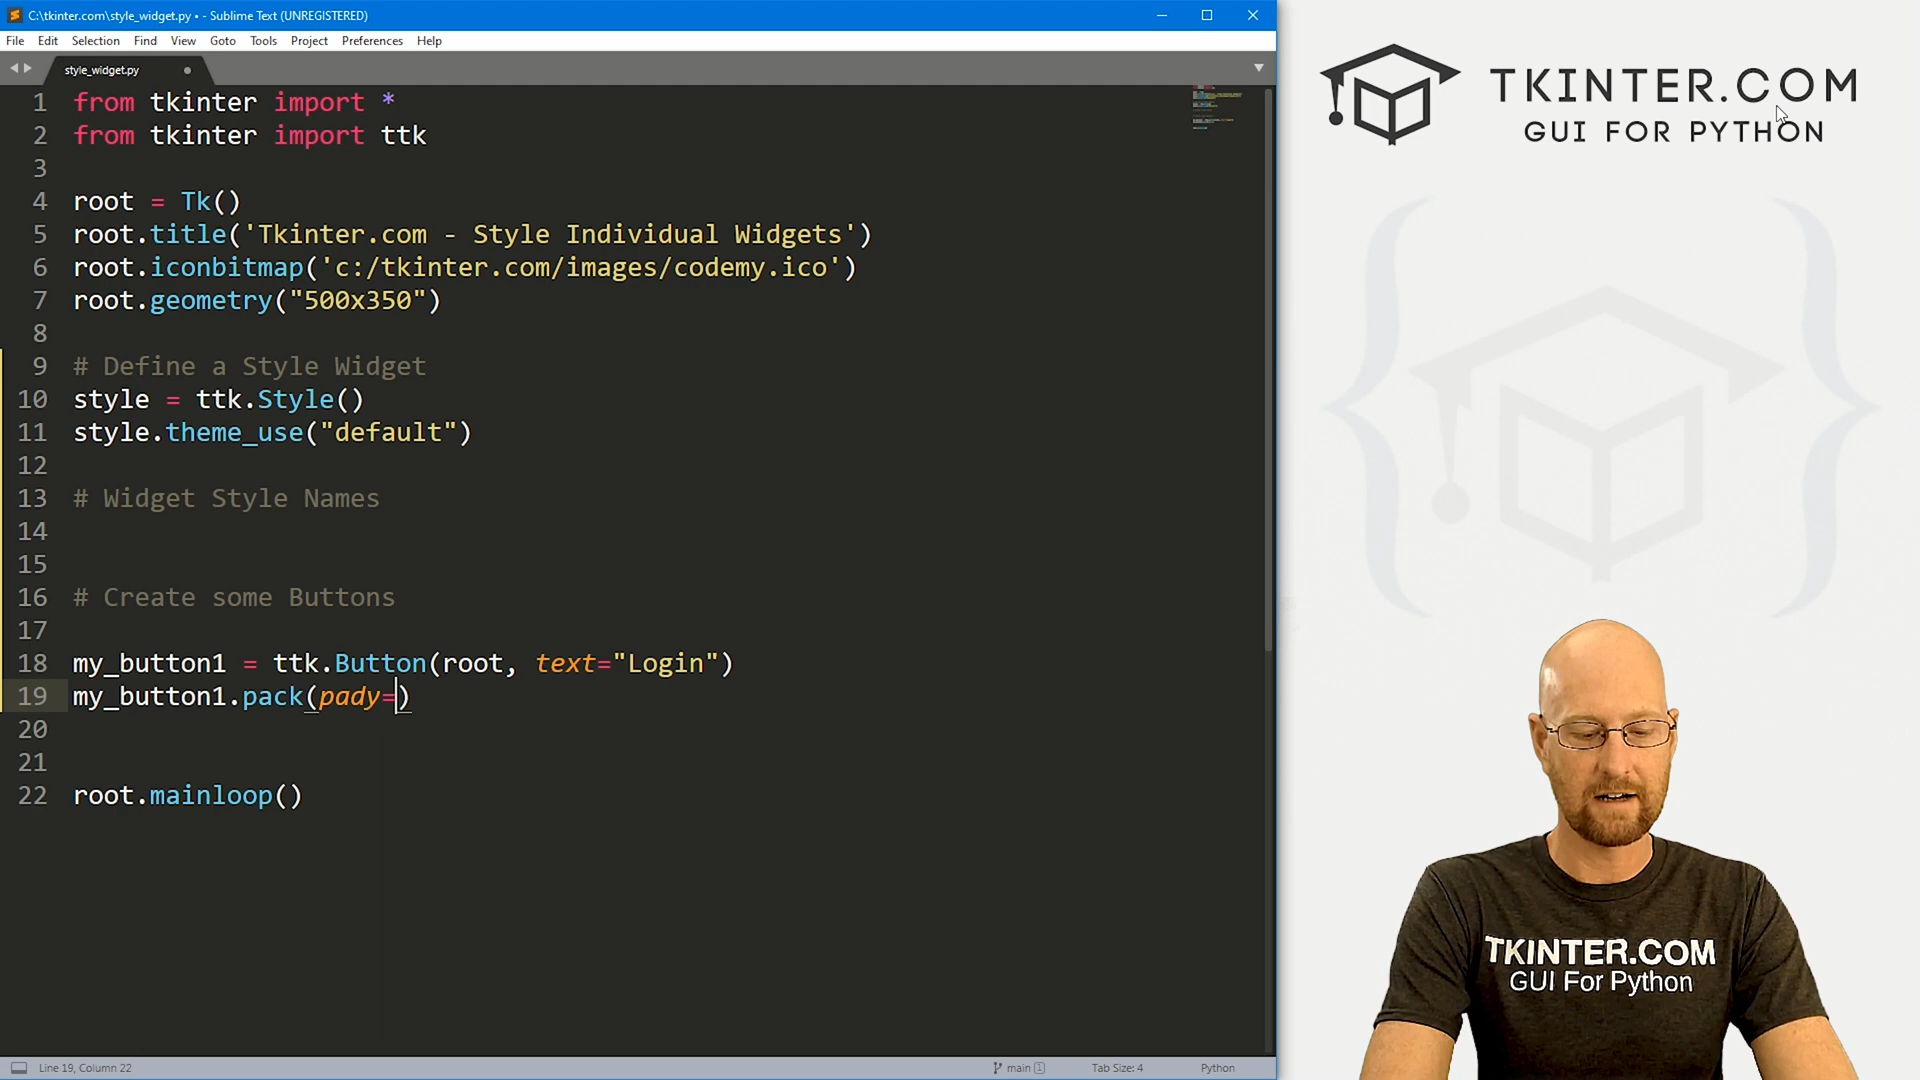 C:\tkinter.com\style_widget.py • - Sublime Text (UNREGISTERED)
File Edit Selection Find View Goto Tools Project Preferences Help
style_widget.py
1 from tkinter import *
2 from tkinter import ttk
3
4 root = Tk()
5 root.title('Tkinter.com - Style Individual Widgets')
6 root.iconbitmap('c:/tkinter.com/images/codemy.ico')
7 root.geometry("500x350")
8
9 # Define a Style Widget
10 style = ttk.Style()
11 style.theme_use("default")
12
13 # Widget Style Names
14
15
16 # Create some Buttons
17
18 my_button1 = ttk.Button(root, text="Login")
19 my_button1.pack(pady=)
20
21
22 root.mainloop()
Line 19, Column 22
main 1
Tab Size: 4
Python
TKINTER.COM
GUI FOR PYTHON
TKINTER.COM
GUI For Python